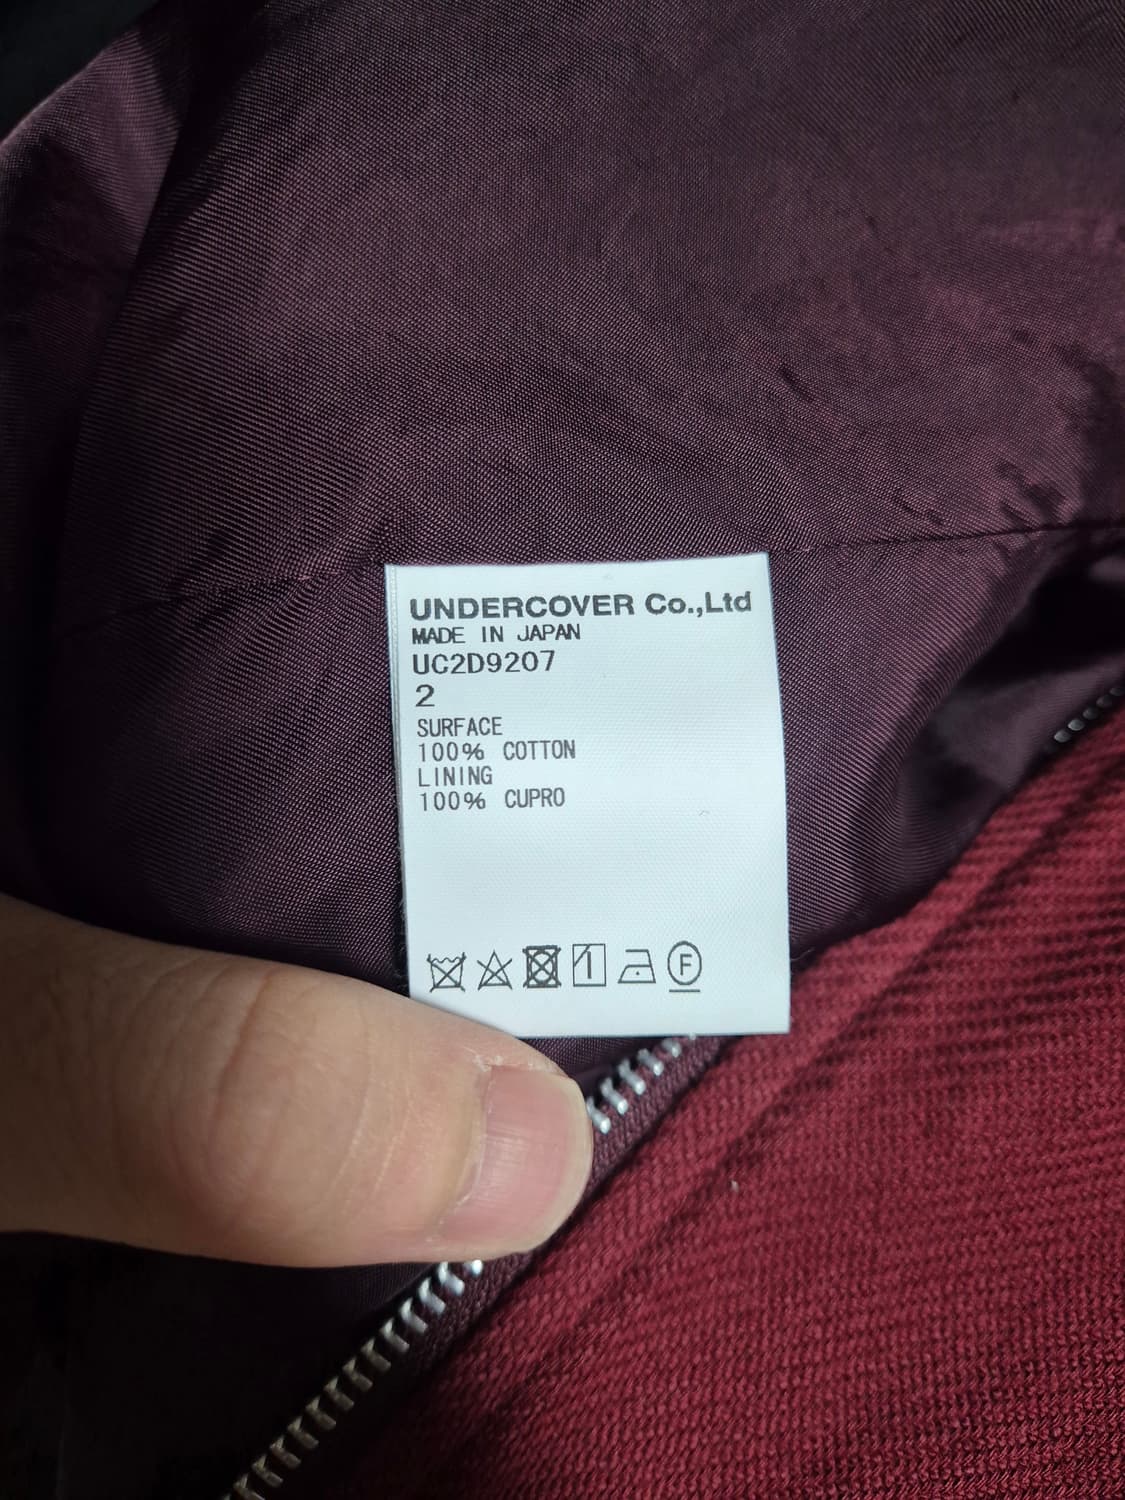 UNDERCOVER Co.,Ltd
MADE IN JAPAN
UC2D9207
2
SURFACE
100% COTTON
LINING
100% CUPRO
F